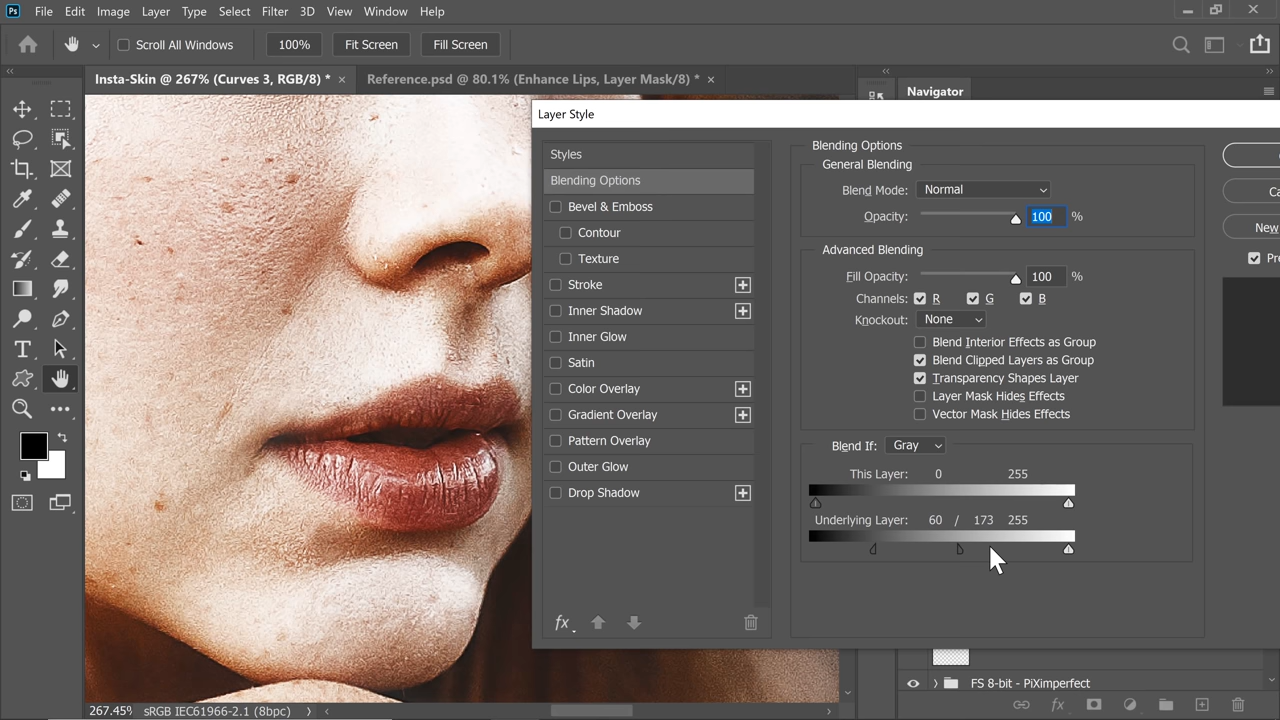 Ps File Edit Image Layer Type Select Filter 3D View Window Help
Scroll All Windows 100% Fit Screen Fill Screen
Insta-Skin @ 267% (Curves 3, RGB/8) * × Reference.psd @ 80.1% (Enhance Lips, Layer Mask/8) * ×
Navigator
Layer Style
Styles
Blending Options
Bevel & Emboss
Contour
Texture
Stroke
Inner Shadow
Inner Glow
Satin
Color Overlay
Gradient Overlay
Pattern Overlay
Outer Glow
Drop Shadow
fx
Blending Options
General Blending
Blend Mode: Normal
Opacity: 100 %
Advanced Blending
Fill Opacity: 100 %
Channels: R G B
Knockout: None
Blend Interior Effects as Group
Blend Clipped Layers as Group
Transparency Shapes Layer
Layer Mask Hides Effects
Vector Mask Hides Effects
Blend If: Gray
This Layer: 0 255
Underlying Layer: 60 / 173 255
Ca
New
Pre
FS 8-bit - PiXimperfect
fx
267.45% sRGB IEC61966-2.1 (8bpc)